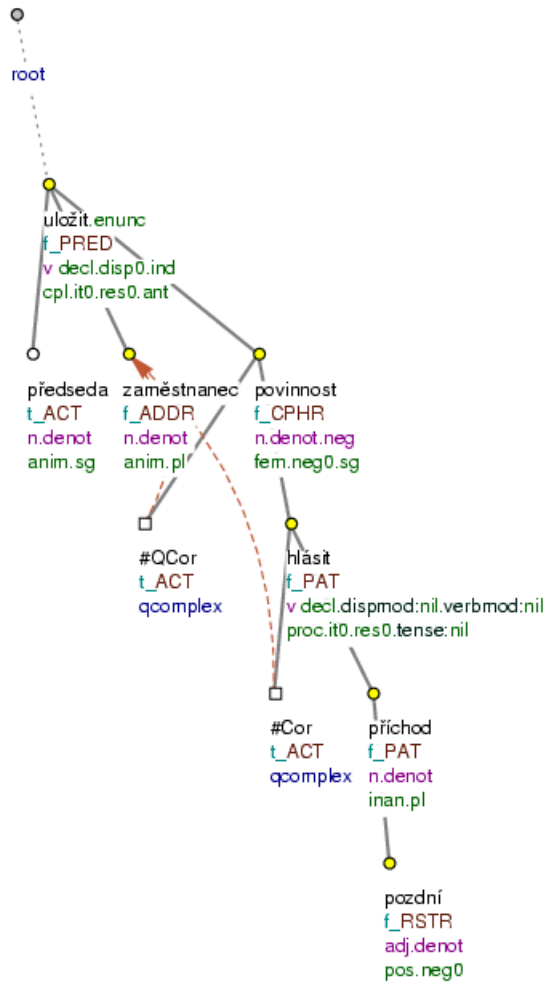 root
uložit.enunc
f_PRED
v decl.disp0.ind
cpl.it0.res0.ant
předseda
t_ACT
n.denot
anim.sg
zaměstnanec
f_ADDR
n.denot
anim.pl
povinnost
f_CPHR
n.denot.neg
fem.neg0.sg
#QCor
t_ACT
qcomplex
hlásit
f_PAT
v decl.dispmod:nil.verbmod:nil
proc.it0.res0.tense:nil
#Cor
t_ACT
qcomplex
příchod
f_PAT
n.denot
inan.pl
pozdní
f_RSTR
adj.denot
pos.neg0